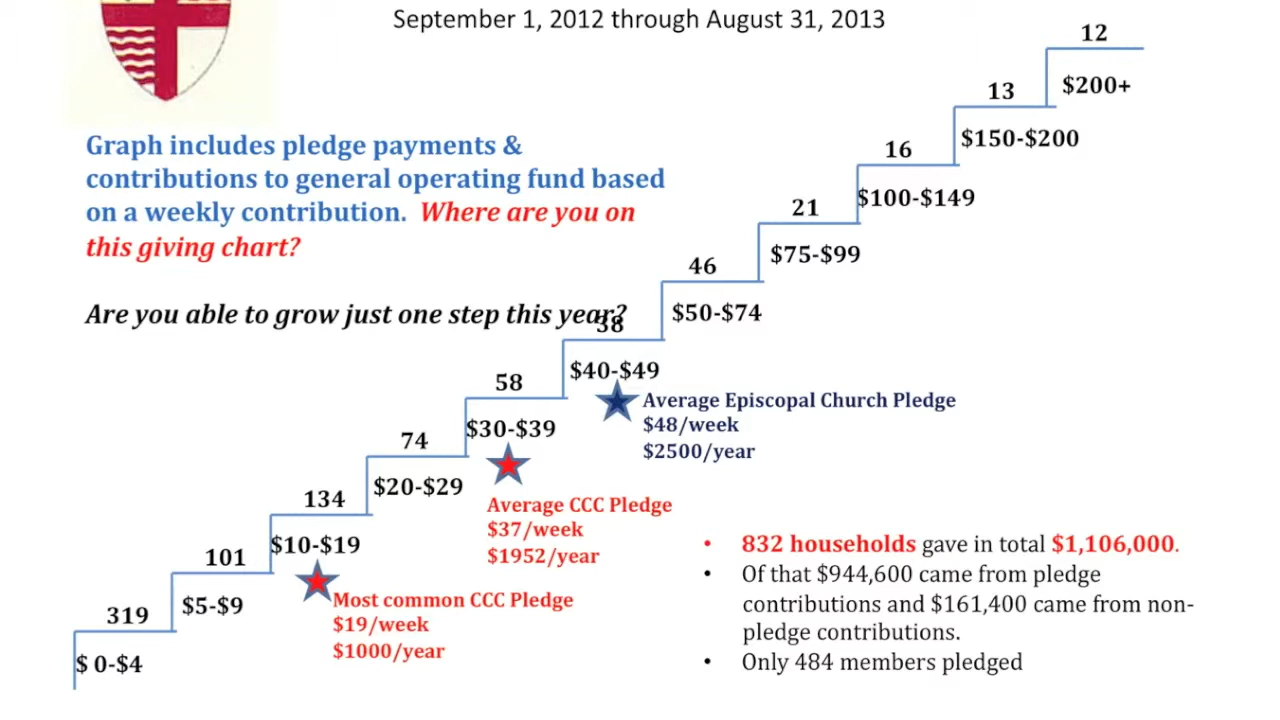 September 1, 2012 through August 31, 2013
12
$200+
13
$150-$200
16
$100-$149
21
$75-$99
46
$50-$74
38
$40-$49
58
$30-$39
74
$20-$29
134
$10-$19
101
$5-$9
319
$ 0-$4
Graph includes pledge payments &
contributions to general operating fund based
on a weekly contribution. Where are you on
this giving chart?
Are you able to grow just one step this year?
Average Episcopal Church Pledge
$48/week
$2500/year
Average CCC Pledge
$37/week
$1952/year
Most common CCC Pledge
$19/week
$1000/year
• 832 households gave in total $1,106,000.
• Of that $944,600 came from pledge
contributions and $161,400 came from non-
pledge contributions.
• Only 484 members pledged